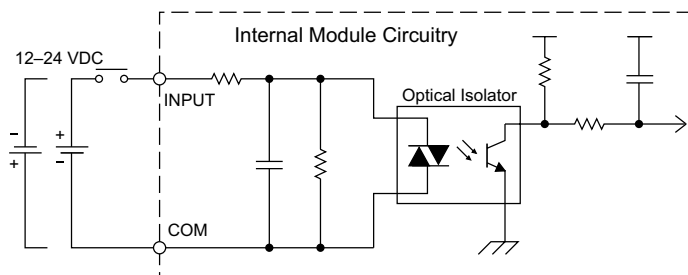 Internal Module Circuitry
12–24 VDC
INPUT
Optical Isolator
–
+
+
–
COM